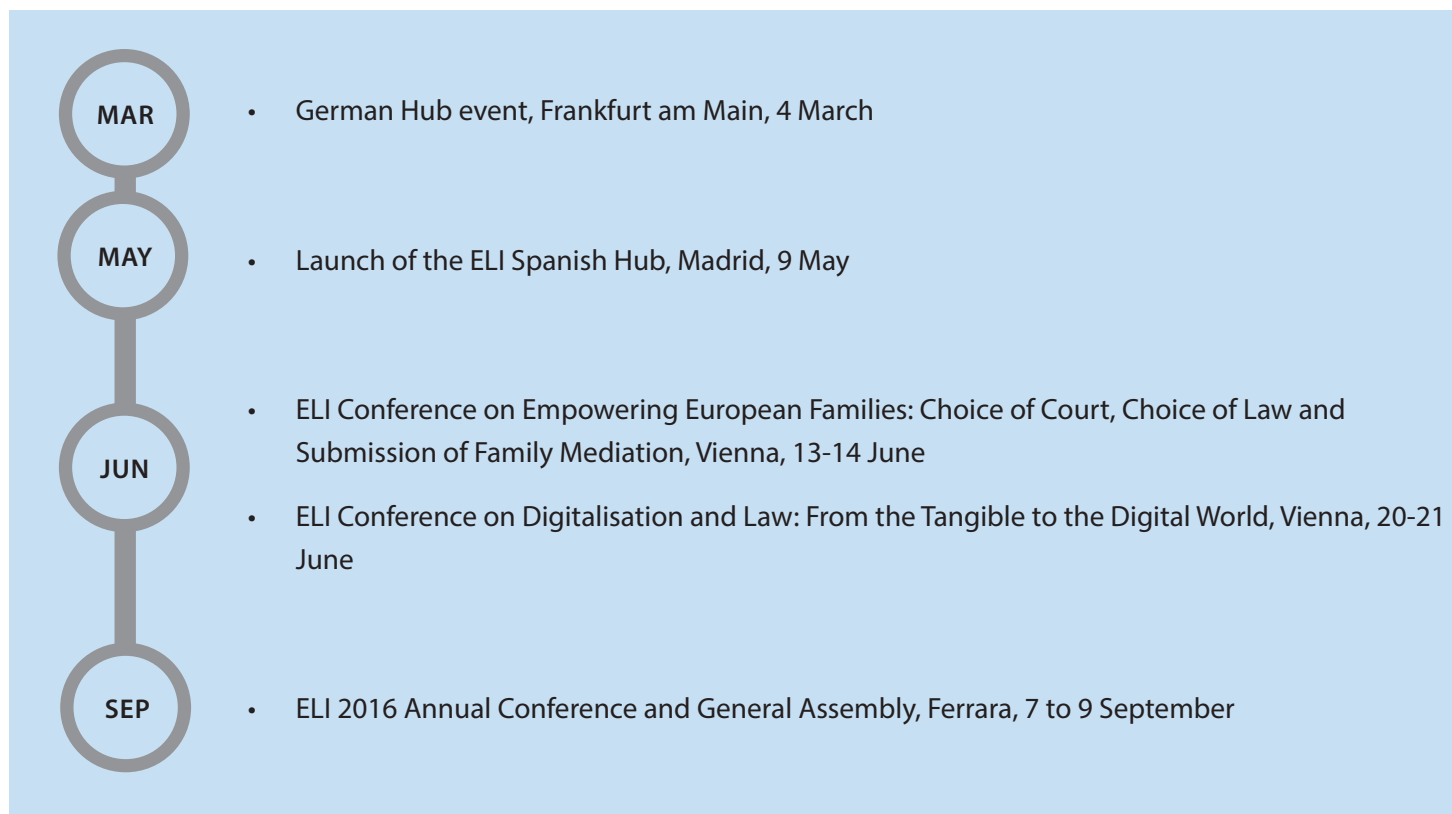 MAR
• German Hub event, Frankfurt am Main, 4 March
MAY
• Launch of the ELI Spanish Hub, Madrid, 9 May
JUN
• ELI Conference on Empowering European Families: Choice of Court, Choice of Law and
Submission of Family Mediation, Vienna, 13-14 June
• ELI Conference on Digitalisation and Law: From the Tangible to the Digital World, Vienna, 20-21
June
SEP
• ELI 2016 Annual Conference and General Assembly, Ferrara, 7 to 9 September